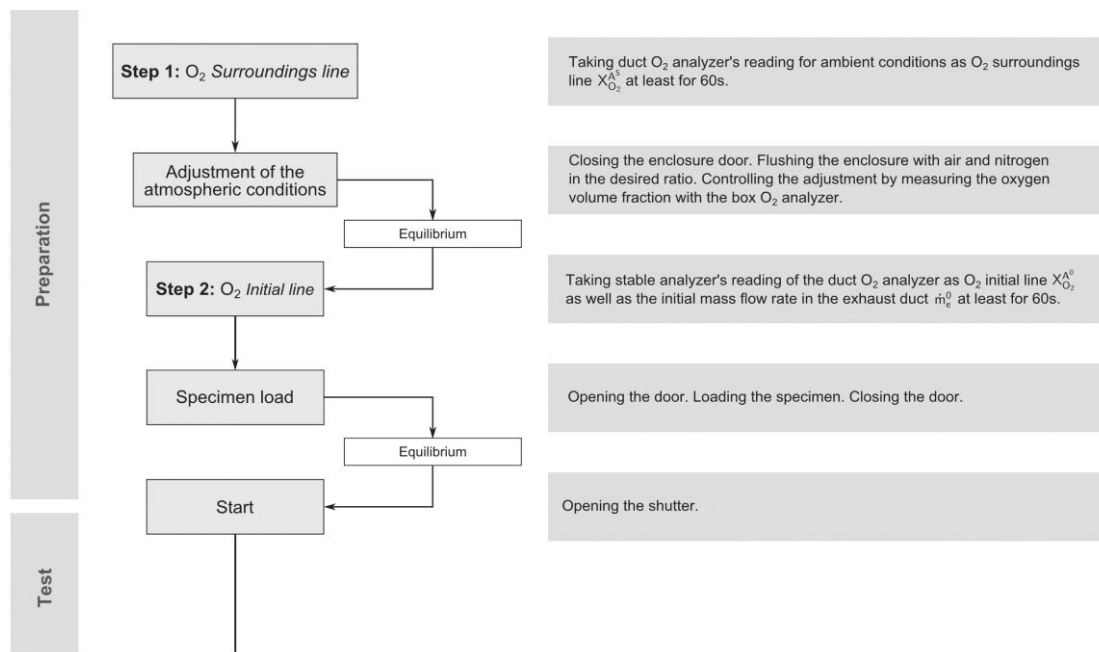 Preparation
Step 1: O₂ Surroundings line
Taking duct O₂ analyzer's reading for ambient conditions as O₂ surroundings
line X_{O₂}^{A^S} at least for 60s.
Adjustment of the
atmospheric conditions
Closing the enclosure door. Flushing the enclosure with air and nitrogen
in the desired ratio. Controlling the adjustment by measuring the oxygen
volume fraction with the box O₂ analyzer.
Equilibrium
Step 2: O₂ Initial line
Taking stable analyzer's reading of the duct O₂ analyzer as O₂ initial line X_{O₂}^{A^0}
as well as the initial mass flow rate in the exhaust duct ṁ_e^0 at least for 60s.
Specimen load
Opening the door. Loading the specimen. Closing the door.
Equilibrium
Start
Opening the shutter.
Test